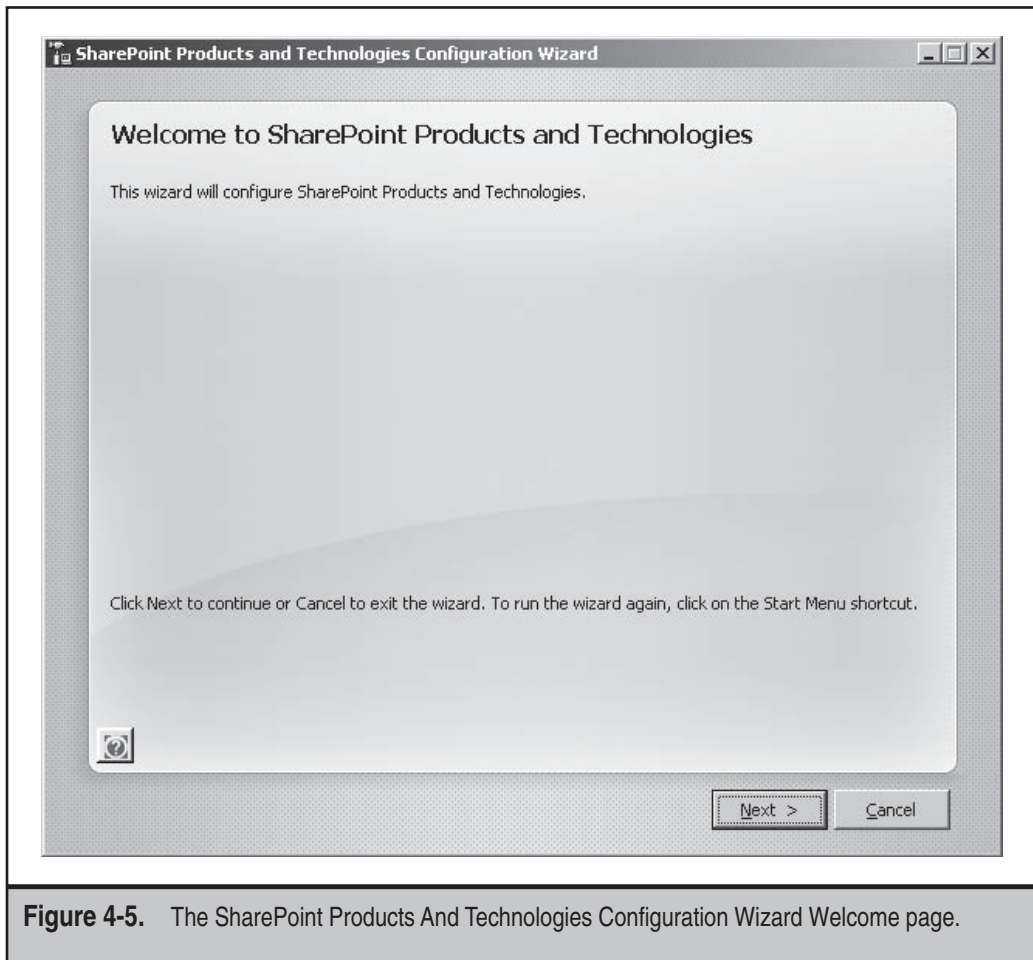 SharePoint Products and Technologies Configuration Wizard
Welcome to SharePoint Products and Technologies
This wizard will configure SharePoint Products and Technologies.
Click Next to continue or Cancel to exit the wizard. To run the wizard again, click on the Start Menu shortcut.
Next >
Cancel
Figure 4-5. The SharePoint Products And Technologies Configuration Wizard Welcome page.